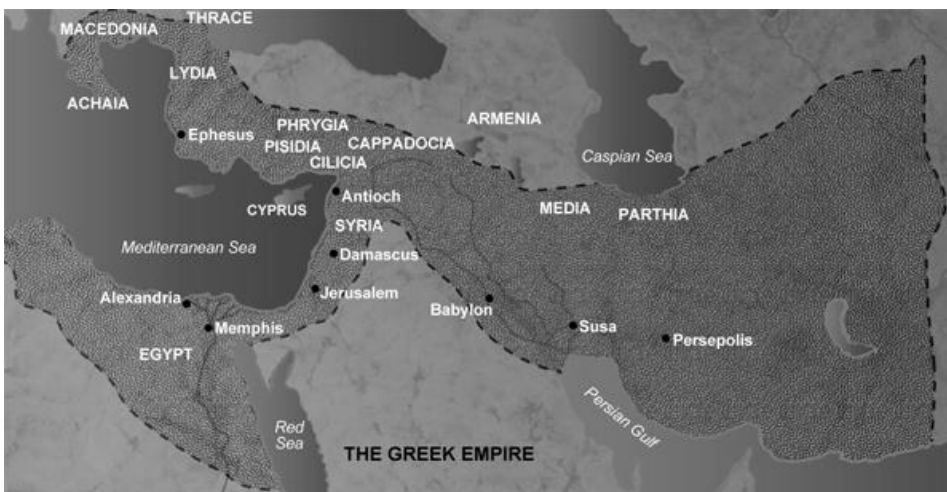 THRACE
MACEDONIA
LYDIA
ACHAIA
Ephesus
PHRYGIA
PISIDIA
CAPPADOCIA
CILICIA
ARMENIA
Caspian Sea
Antioch
CYPRUS
MEDIA
PARTHIA
SYRIA
Mediterranean Sea
Damascus
Jerusalem
Alexandria
Babylon
Memphis
Susa
Persepolis
EGYPT
Persian Gulf
Red
Sea
THE GREEK EMPIRE